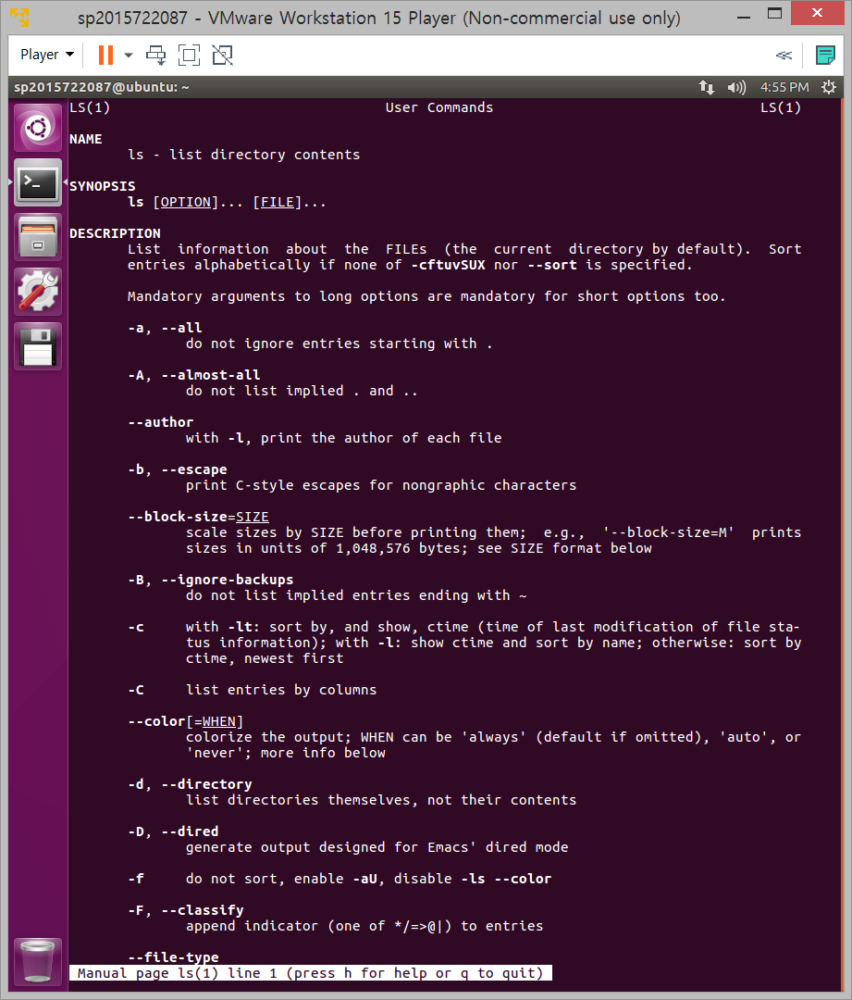 sp2015722087 - VMware Workstation 15 Player (Non-commercial use only)
Player
sp2015722087@ubuntu: ~ 4:55 PM
LS(1) User Commands LS(1)
NAME
ls - list directory contents
SYNOPSIS
ls [OPTION]... [FILE]...
DESCRIPTION
List information about the FILEs (the current directory by default). Sort
entries alphabetically if none of -cftuvSUX nor --sort is specified.
Mandatory arguments to long options are mandatory for short options too.
-a, --all
do not ignore entries starting with .
-A, --almost-all
do not list implied . and ..
--author
with -l, print the author of each file
-b, --escape
print C-style escapes for nongraphic characters
--block-size=SIZE
scale sizes by SIZE before printing them; e.g., '--block-size=M' prints
sizes in units of 1,048,576 bytes; see SIZE format below
-B, --ignore-backups
do not list implied entries ending with ~
-c with -lt: sort by, and show, ctime (time of last modification of file sta-
tus information); with -l: show ctime and sort by name; otherwise: sort by
ctime, newest first
-C list entries by columns
--color[=WHEN]
colorize the output; WHEN can be 'always' (default if omitted), 'auto', or
'never'; more info below
-d, --directory
list directories themselves, not their contents
-D, --dired
generate output designed for Emacs' dired mode
-f do not sort, enable -aU, disable -ls --color
-F, --classify
append indicator (one of */=>@|) to entries
--file-type
Manual page ls(1) line 1 (press h for help or q to quit)